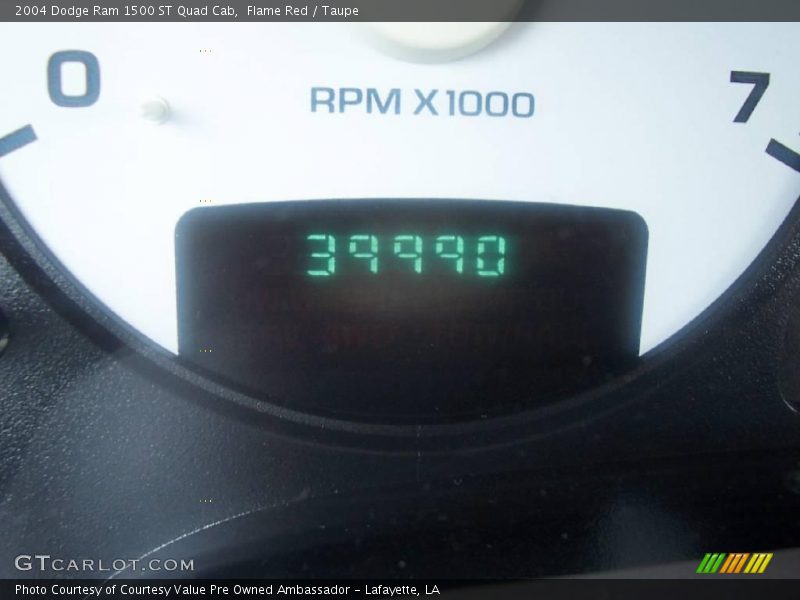 2004 Dodge Ram 1500 ST Quad Cab,  Flame Red / Taupe
0
RPM X1000
7
39990
GTCARLOT.COM
Photo Courtesy of Courtesy Value Pre Owned Ambassador - Lafayette, LA